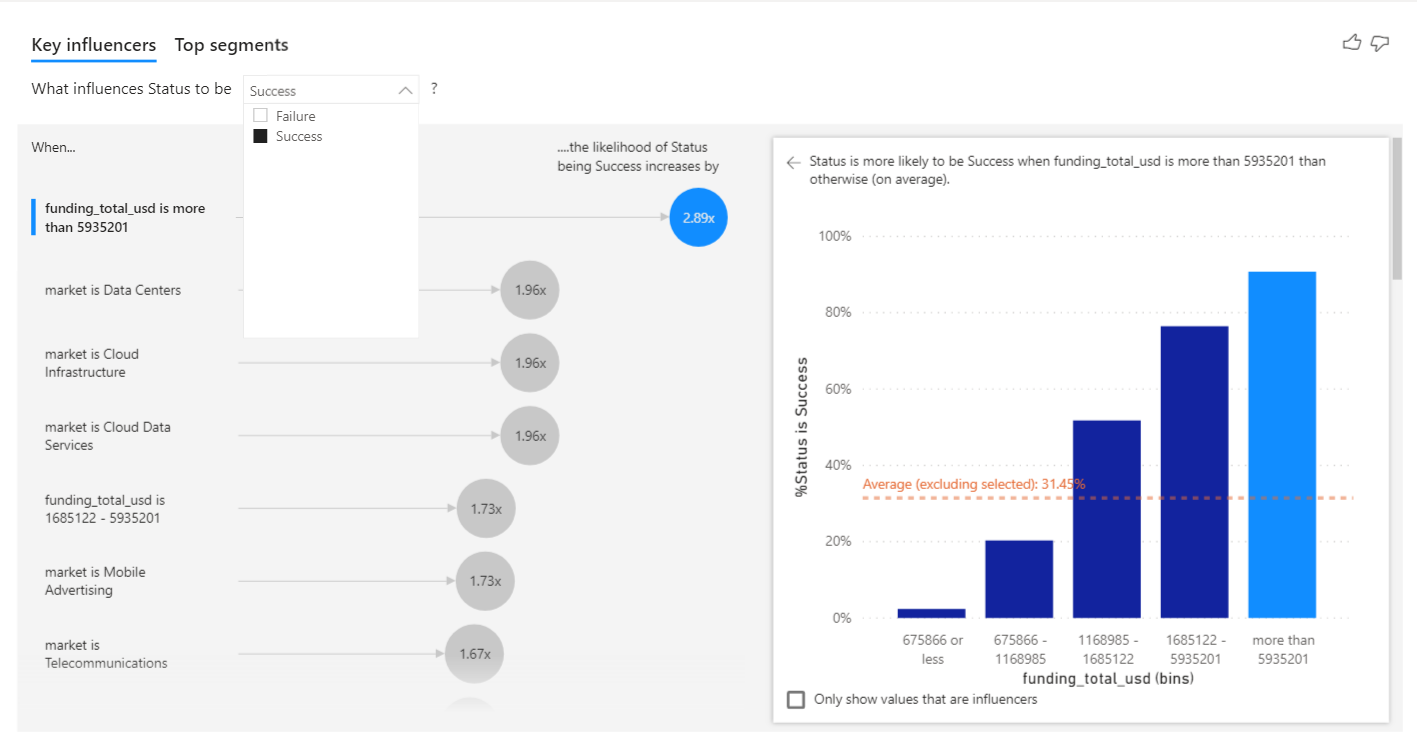 Key influencers Top segments
What influences Status to be Success ?
Failure
Success
When...
....the likelihood of Status
being Success increases by
funding_total_usd is more
than 5935201
2.89x
market is Data Centers
1.96x
market is Cloud
Infrastructure
1.96x
market is Cloud Data
Services
1.96x
funding_total_usd is
1685122 - 5935201
1.73x
market is Mobile
Advertising
1.73x
market is
Telecommunications
1.67x
Status is more likely to be Success when funding_total_usd is more than 5935201 than
otherwise (on average).
100%
80%
60%
40%
20%
0%
%Status is Success
Average (excluding selected): 31.45%
675866 or
less
675866 -
1168985
1168985 -
1685122
1685122 -
5935201
more than
5935201
funding_total_usd (bins)
Only show values that are influencers